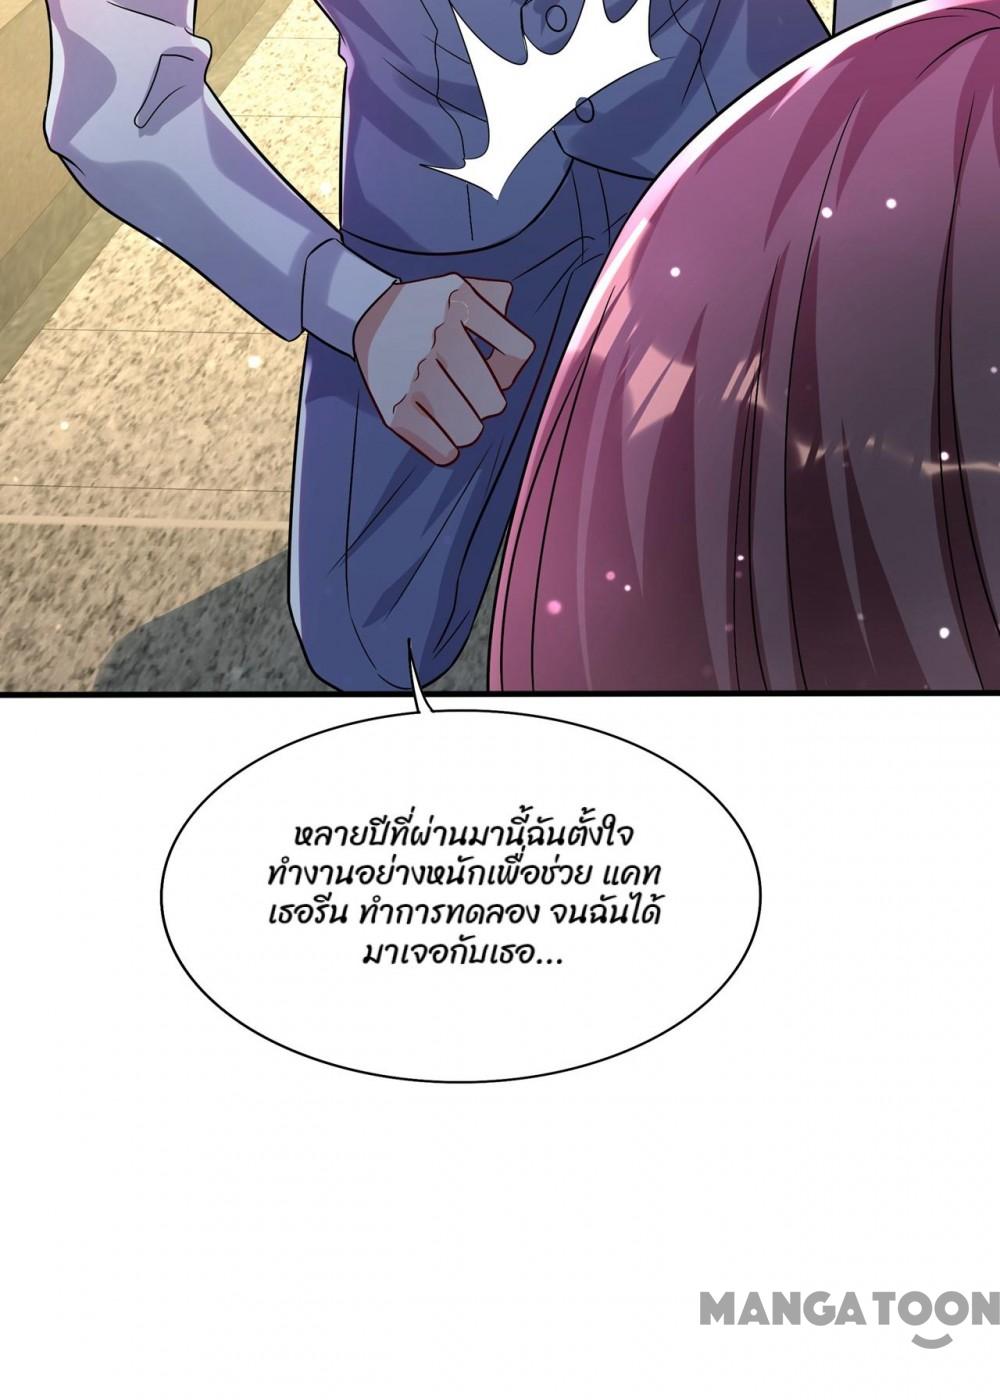 หลายปีที่ผ่านมานี้ฉันตั้งใจ
ทำงานอย่างหนักเพื่อช่วย แคท
เธอรีน ทำการทดลอง จนฉันได้
มาเจอกับเธอ...
MANGATOON